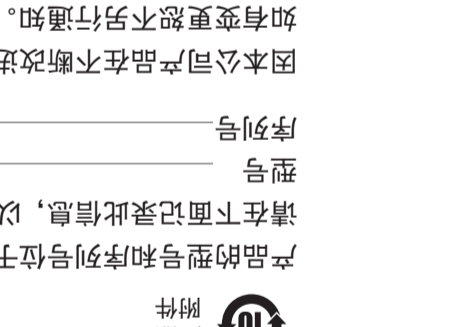 10
附件
产品的型号和序列号位于
请在下面记录此信息，以
型号
序列号
因本公司产品在不断改进
如有变更恕不另行通知。